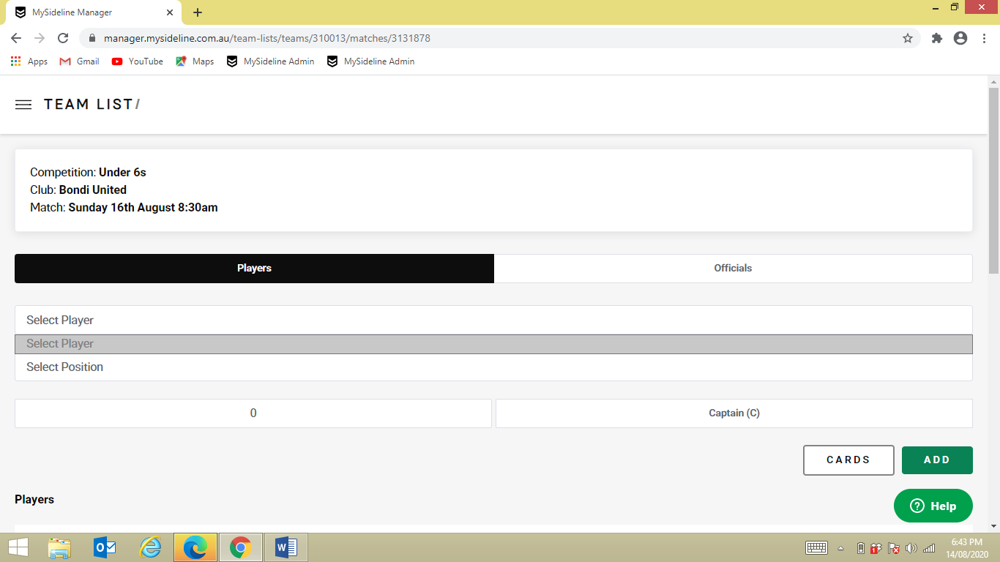 MySideline Manager
manager.mysideline.com.au/team-lists/teams/310013/matches/3131878
Apps Gmail YouTube Maps MySideline Admin MySideline Admin
TEAM LIST/
Competition: Under 6s
Club: Bondi United
Match: Sunday 16th August 8:30am
Players Officials
Select Player
Select Player
Select Position
0 Captain (C)
CARDS ADD
Players
? Help
6:43 PM
14/08/2020